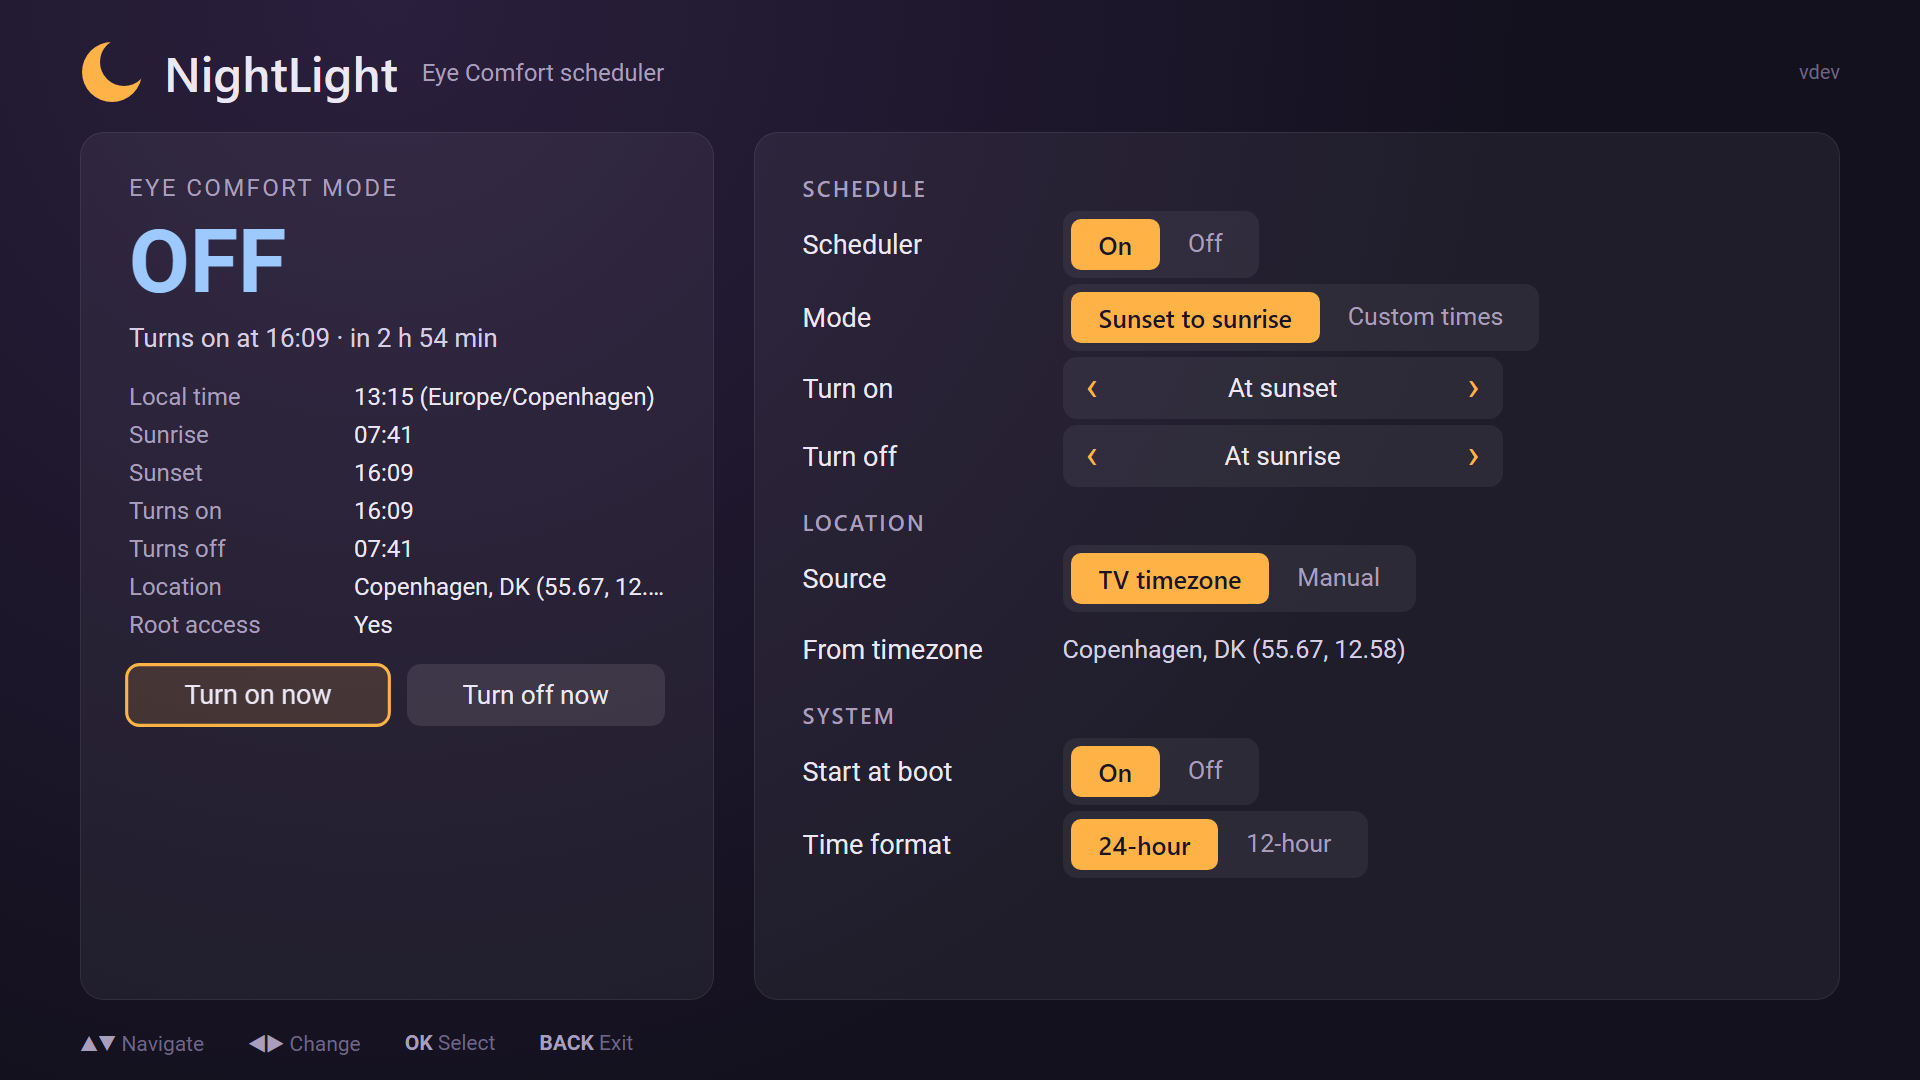 NightLight Eye Comfort scheduler
vdev
EYE COMFORT MODE
OFF
Turns on at 16:09 · in 2 h 54 min
Local time 13:15 (Europe/Copenhagen)
Sunrise 07:41
Sunset 16:09
Turns on 16:09
Turns off 07:41
Location Copenhagen, DK (55.67, 12.…
Root access Yes
Turn on now Turn off now
SCHEDULE
Scheduler On Off
Mode Sunset to sunrise Custom times
Turn on ‹ At sunset ›
Turn off ‹ At sunrise ›
LOCATION
Source TV timezone Manual
From timezone Copenhagen, DK (55.67, 12.58)
SYSTEM
Start at boot On Off
Time format 24-hour 12-hour
▲▼ Navigate ◀▶ Change OK Select BACK Exit